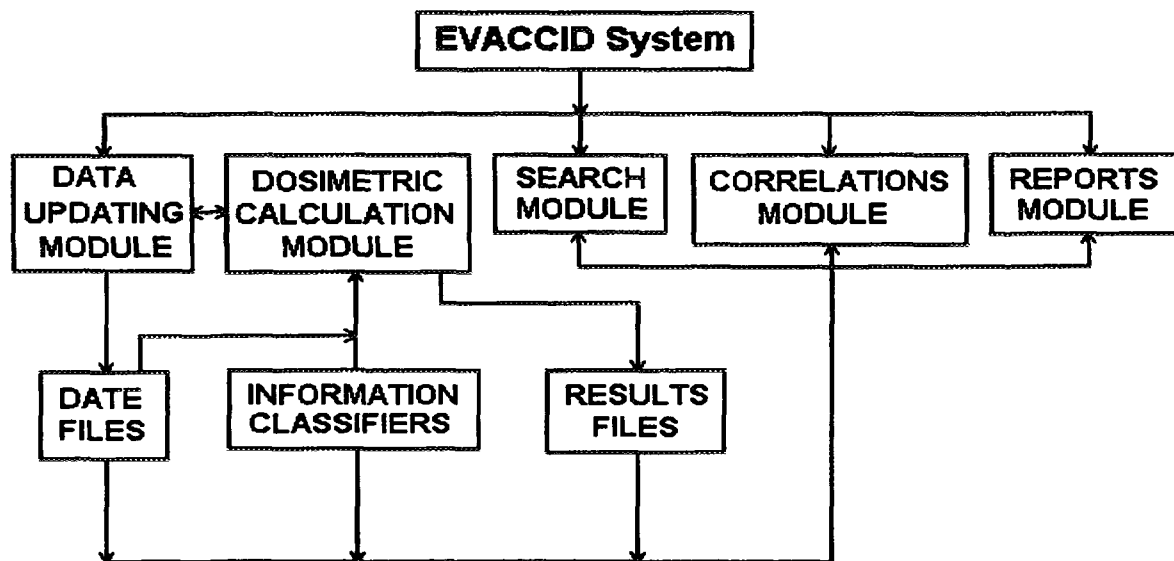 EVACCID System
DATA
UPDATING
MODULE
DOSIMETRIC
CALCULATION
MODULE
SEARCH
MODULE
CORRELATIONS
MODULE
REPORTS
MODULE
DATE
FILES
INFORMATION
CLASSIFIERS
RESULTS
FILES